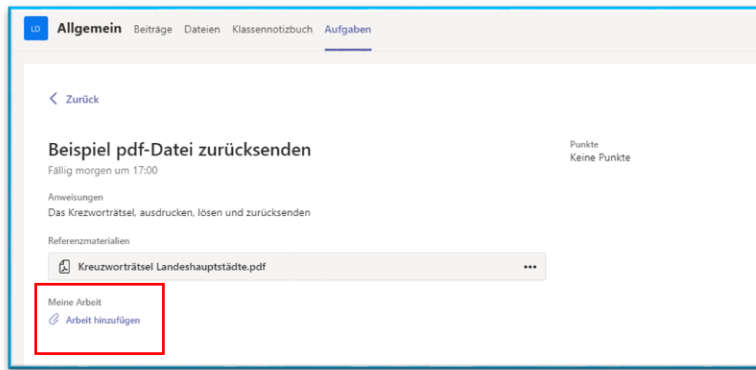 LD Allgemein Beiträge Dateien Klassennotizbuch Aufgaben
Zurück
Beispiel pdf-Datei zurücksenden
Fällig morgen um 17:00
Punkte
Keine Punkte
Anweisungen
Das Krezworträtsel, ausdrucken, lösen und zurücksenden
Referenzmaterialien
Kreuzworträtsel Landeshauptstädte.pdf
Meine Arbeit
Arbeit hinzufügen